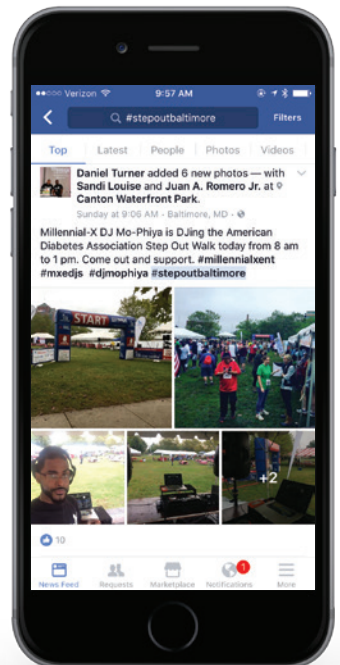 Verizon 9:57 AM
#stepoutbaltimore Filters
Top Latest People Photos Videos
Daniel Turner added 6 new photos — with
Sandi Louise and Juan A. Romero Jr. at
Canton Waterfront Park.
Sunday at 9:06 AM · Baltimore, MD ·
Millennial-X DJ Mo-Phiya is DJing the American
Diabetes Association Step Out Walk today from 8 am
to 1 pm. Come out and support. #millennialxent
#mxedjs #djmophiya #stepoutbaltimore
START
+2
10
1
News Feed Requests Marketplace Notifications More